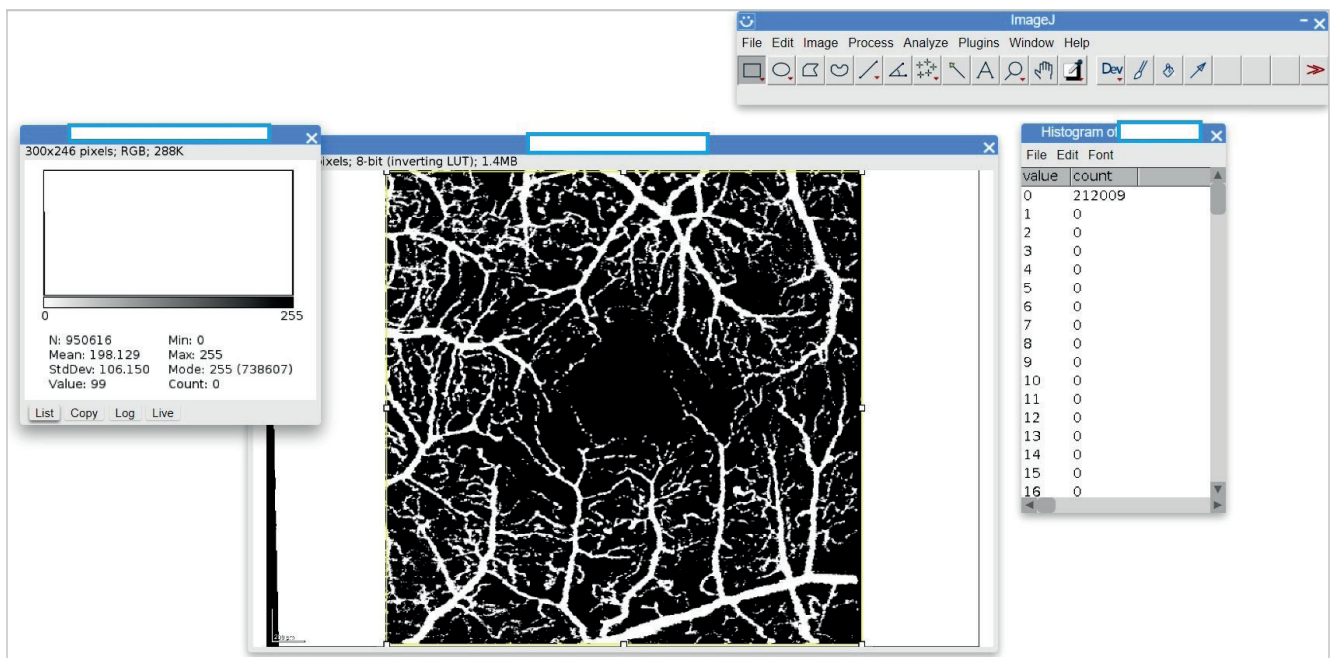 ImageJ
File Edit Image Process Analyze Plugins Window Help
Dev
300x246 pixels; RGB; 288K
0 255
N: 950616 Min: 0
Mean: 198.129 Max: 255
StdDev: 106.150 Mode: 255 (738607)
Value: 99 Count: 0
List Copy Log Live
8-bit (inverting LUT); 1.4MB
Histogram of
File Edit Font
value count
0 212009
1 0
2 0
3 0
4 0
5 0
6 0
7 0
8 0
9 0
10 0
11 0
12 0
13 0
14 0
15 0
16 0